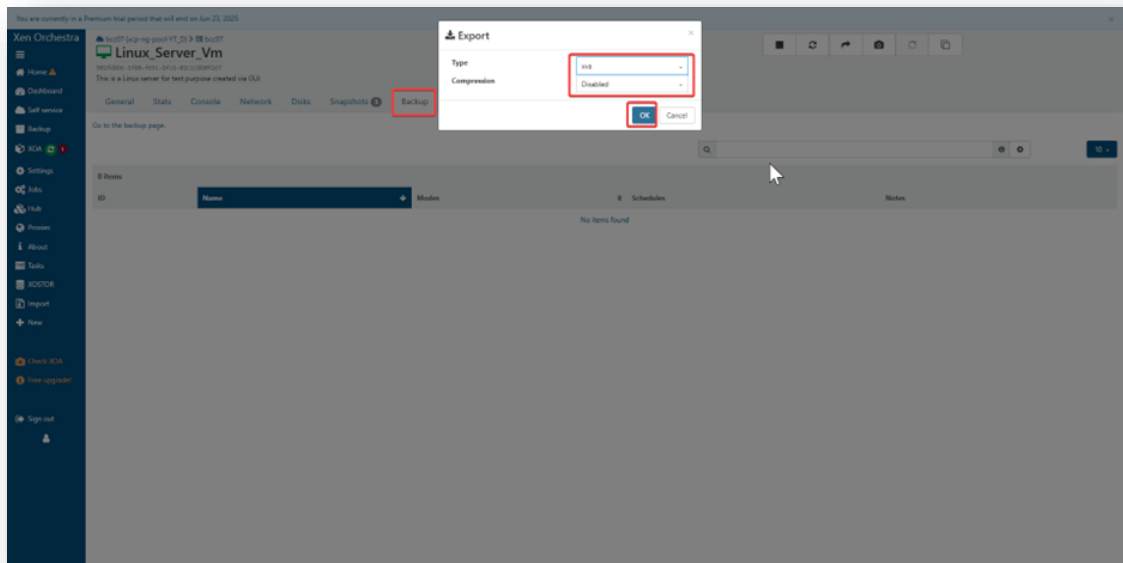 You are currently in a Premium trial period that will end on Jun 23, 2025
Xen Orchestra
Home
Dashboard
Self service
Backup
XOA
Settings
Jobs
Hub
Proxies
About
Tasks
XOSTOR
Import
New
Check XOA
Free upgrade!
Sign out
Linux_Server_Vm
This is a Linux server for test purpose created via GUI
General Stats Console Network Disks Snapshots Backup
Go to the backup page.
Export
Type
xva
Compression
Disabled
OK Cancel
10
0 items
ID Name Modes Schedules Notes
No items found